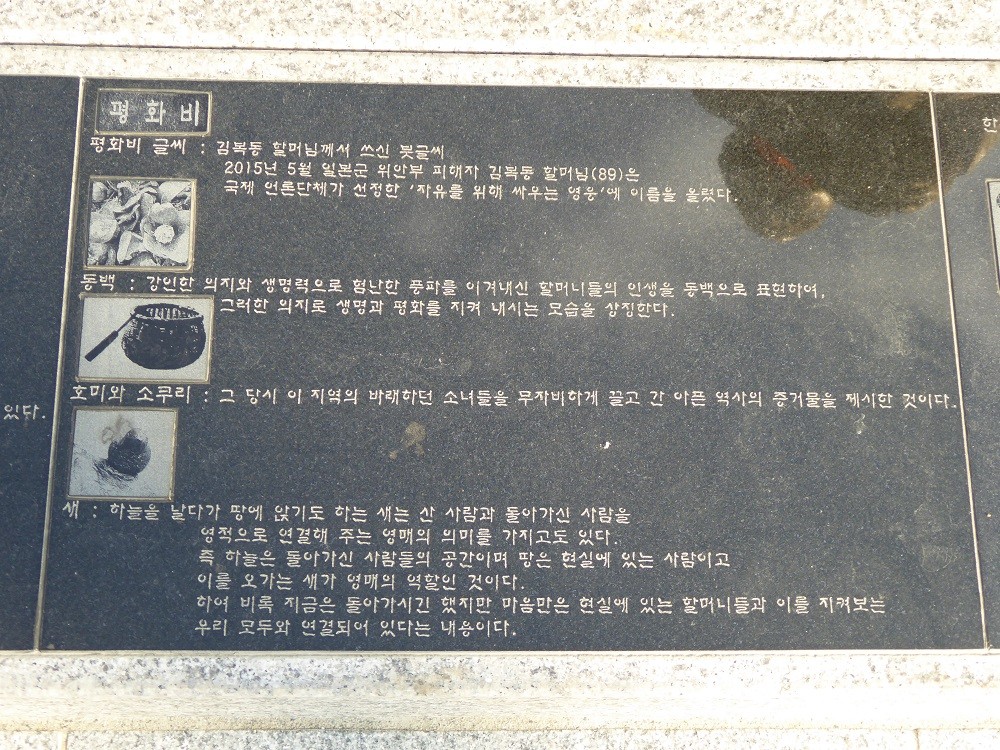 평화비
평화비 글씨 : 김복동 할머님께서 쓰신 붓글씨
2015년 5월 일본군 위안부 피해자 김복동 할머님(89)은
국제 언론단체가 선정한 '자유를 위해 싸우는 영웅'에 이름을 올렸다.
동백 : 강인한 의지와 생명력으로 험난한 풍파를 이겨내신 할머니들의 인생을 동백으로 표현하여,
그러한 의지로 생명과 평화를 지켜 내시는 모습을 상징한다.
호미와 소쿠리 : 그 당시 이 지역의 바래하던 소녀들을 무자비하게 끌고 간 아픈 역사의 증거물을 제시한 것이다.
새 : 하늘을 날다가 땅에 앉기도 하는 새는 산 사람과 돌아가신 사람을
영적으로 연결해 주는 영매의 의미를 가지고도 있다.
즉 하늘은 돌아가신 사람들의 공간이며 땅은 현실에 있는 사람이고
이를 오가는 새가 영매의 역할인 것이다.
하여 비록 지금은 돌아가시긴 했지만 마음만은 현실에 있는 할머니들과 이를 지켜보는
우리 모두와 연결되어 있다는 내용이다.
있다.
한